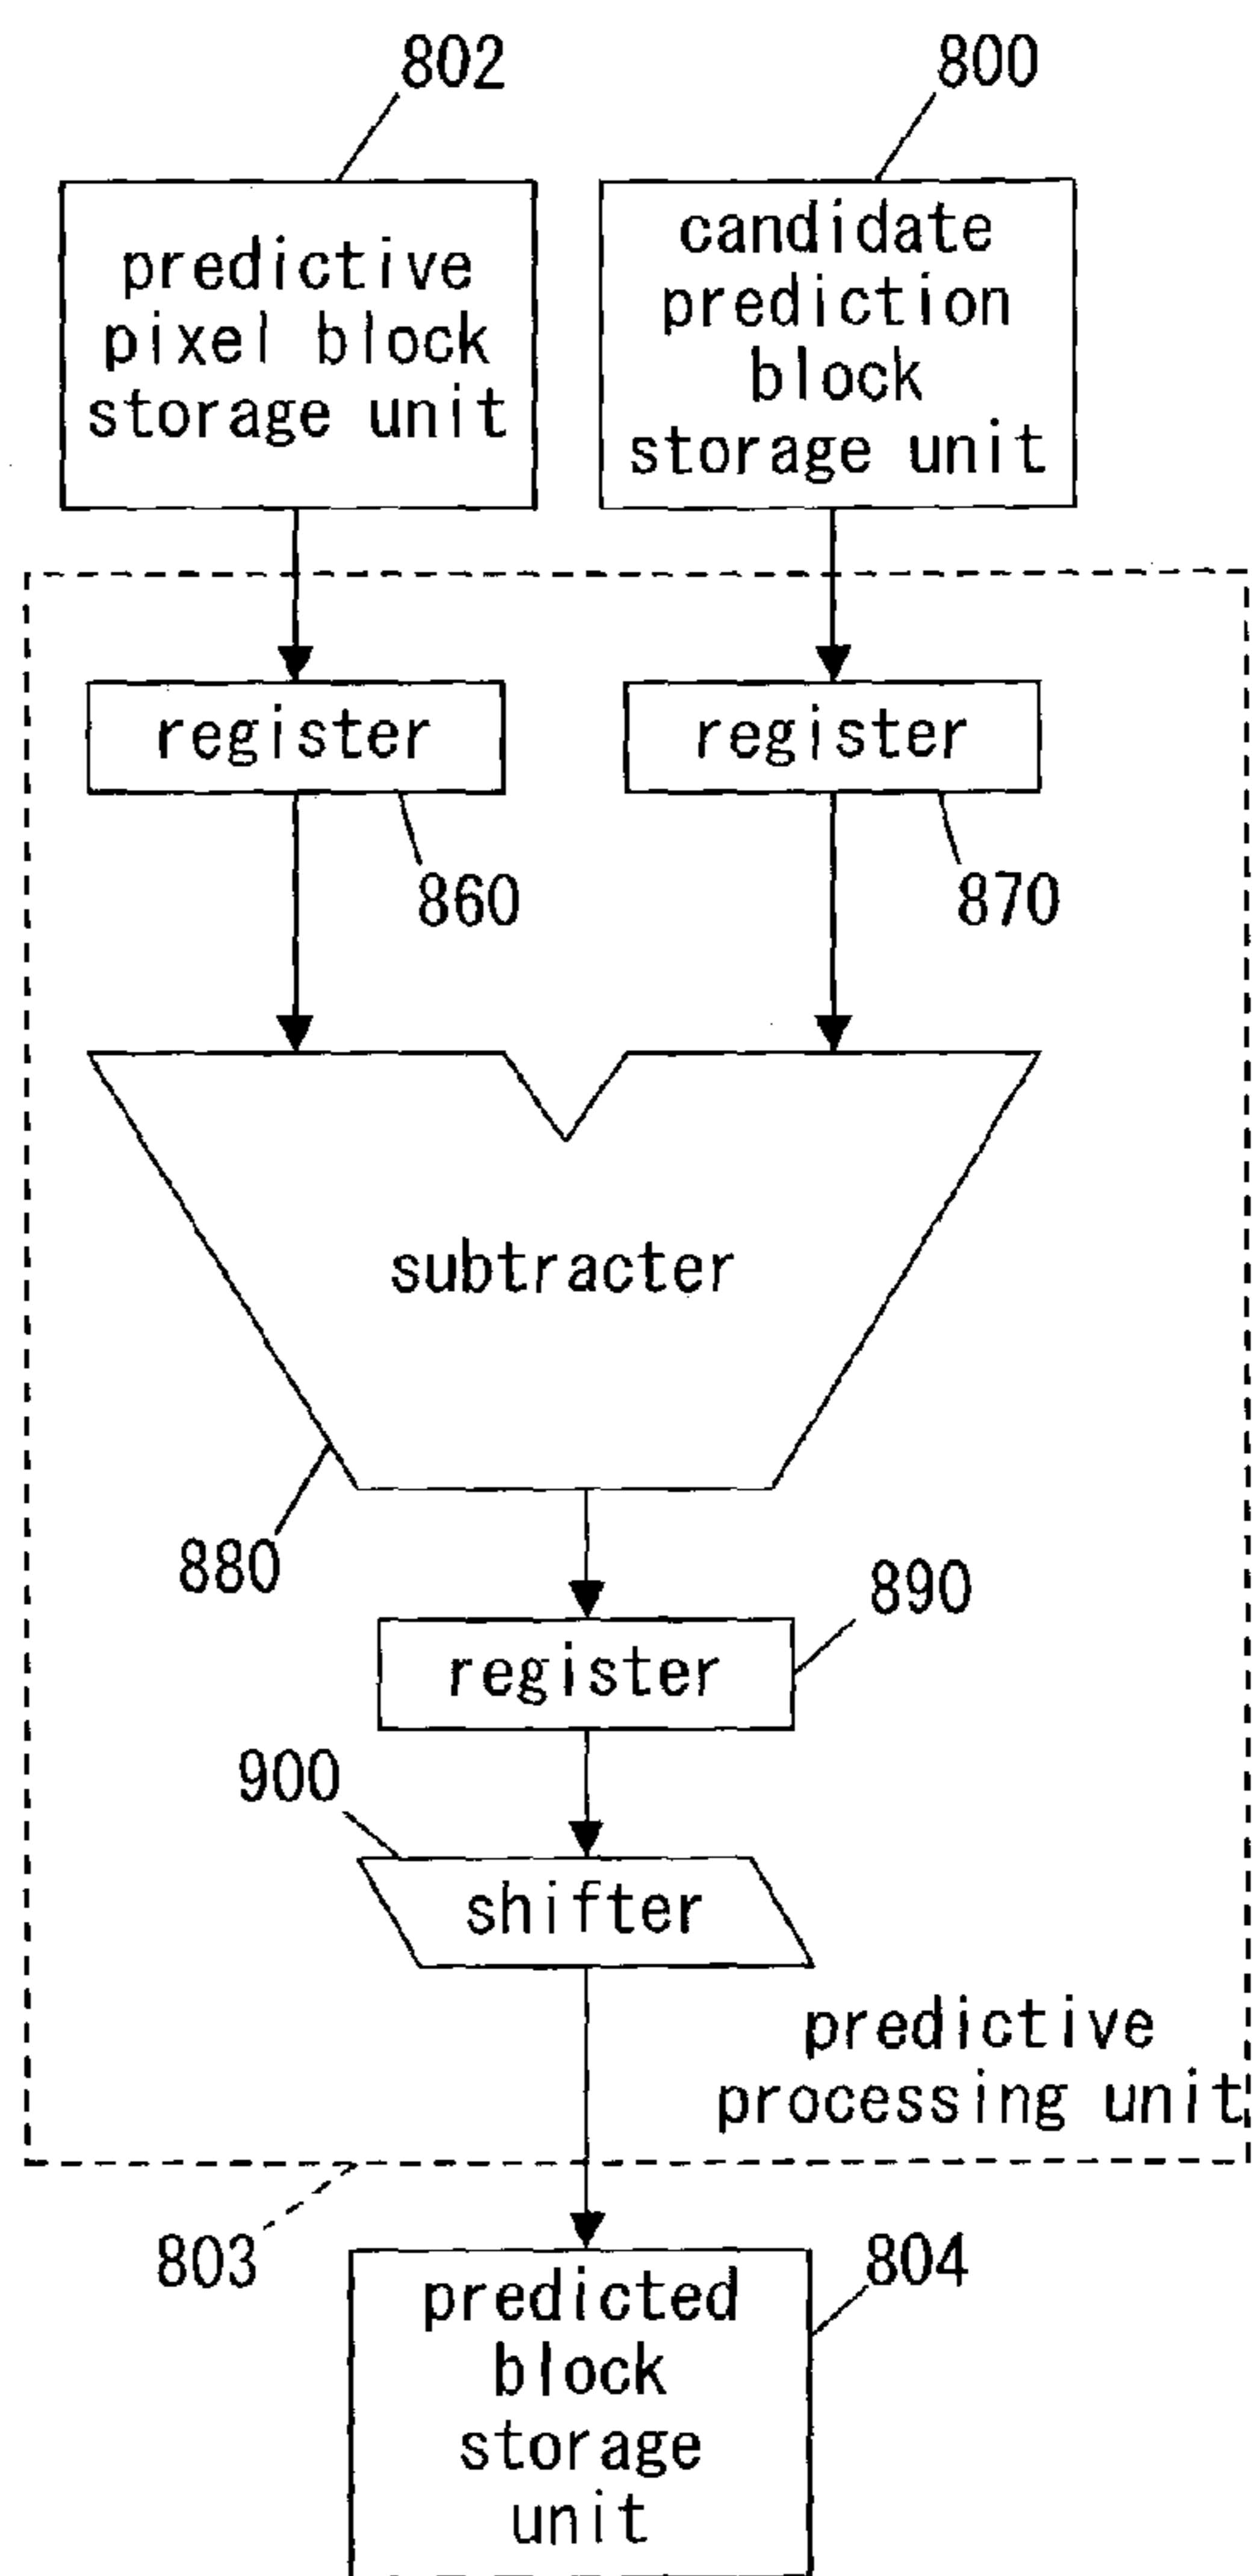 802
800
predictive
pixel block
storage unit
candidate
prediction
block
storage unit
register
register
860
870
subtracter
880
890
register
900
shifter
predictive
processing unit
803
804
predicted
block
storage
unit